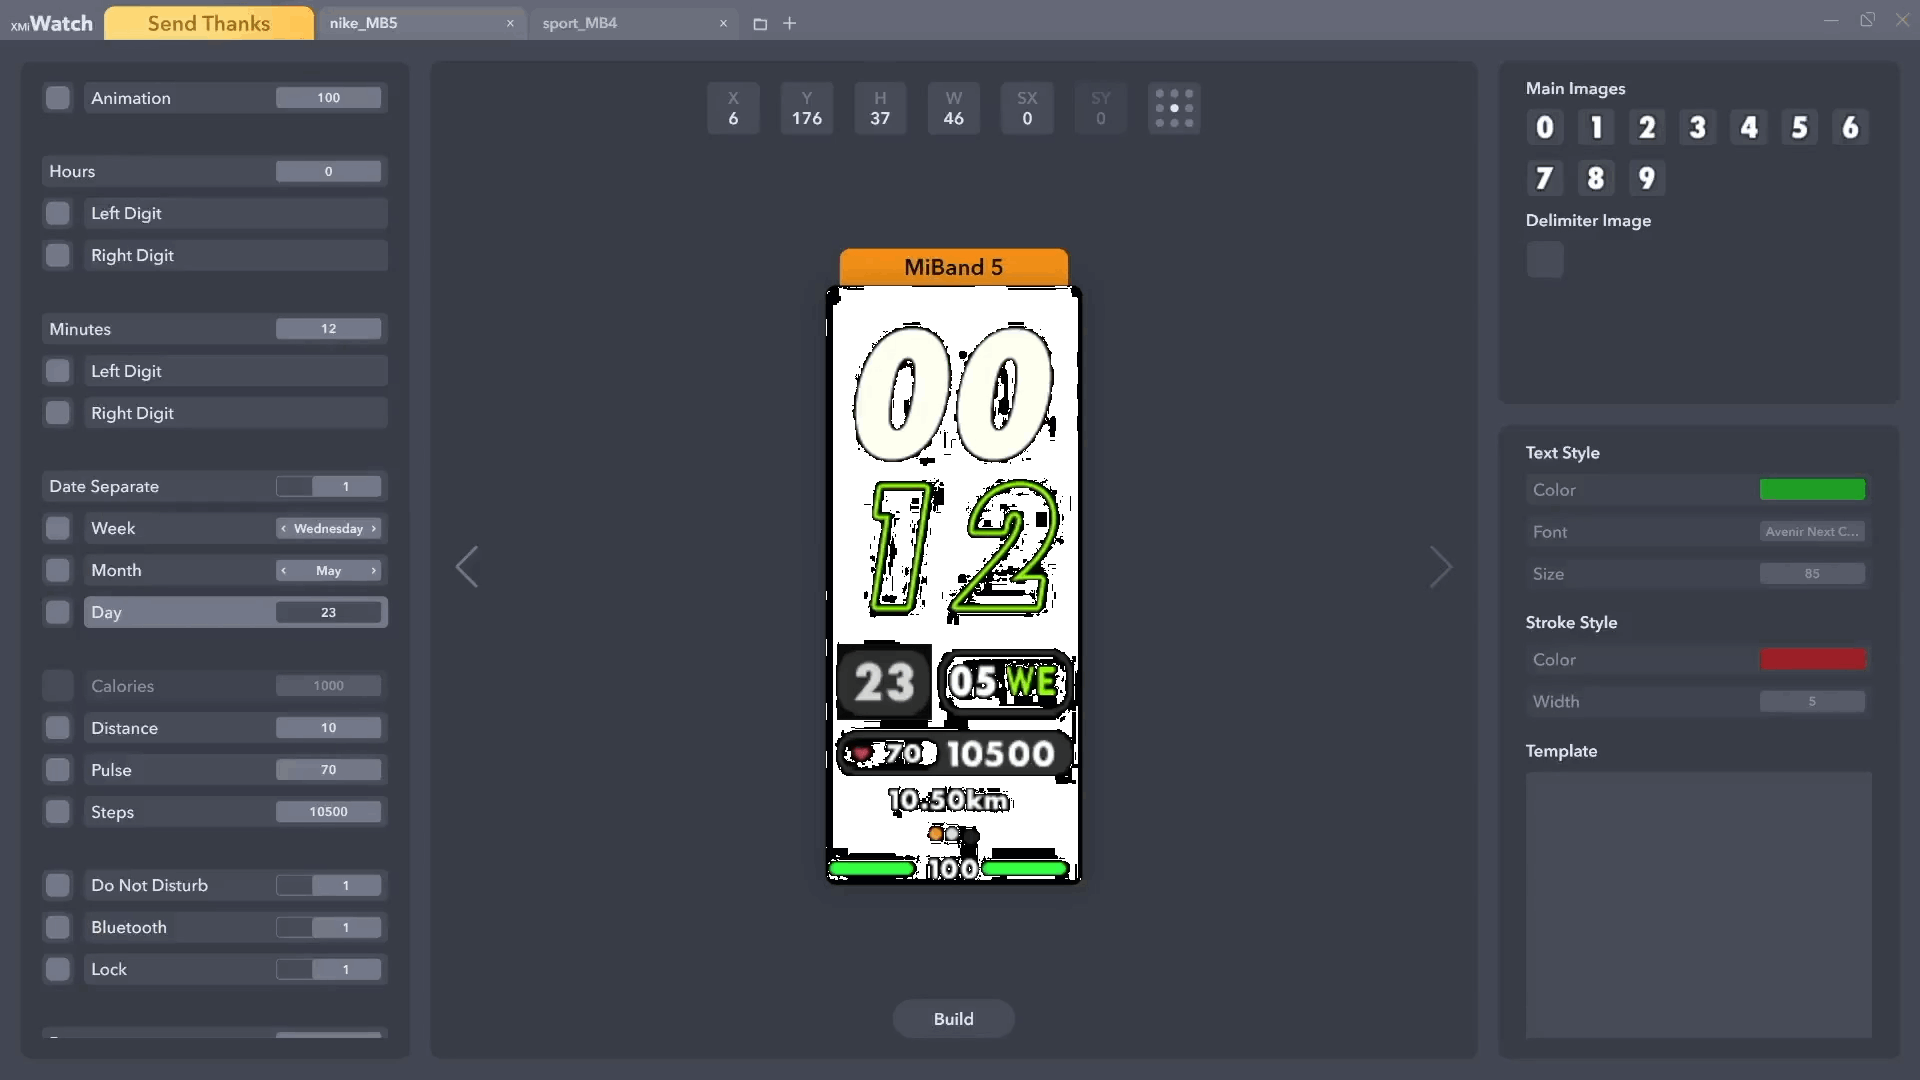 XMiWatch
Send Thanks
nike_MB5 ×
sport_MB4 ×
Animation 100
Hours 0
Left Digit
Right Digit
Minutes 12
Left Digit
Right Digit
Date Separate 1
Week ‹ Wednesday ›
Month ‹ May ›
Day 23
Calories 1000
Distance 10
Pulse 70
Steps 10500
Do Not Disturb 1
Bluetooth 1
Lock 1
X 6
Y 176
H 37
W 46
SX 0
SY 0
MiBand 5
00
12
23 05 WE
70 10500
10.50km
100
Build
Main Images
0 1 2 3 4 5 6
7 8 9
Delimiter Image
Text Style
Color
Font Avenir Next C...
Size 85
Stroke Style
Color
Width 5
Template